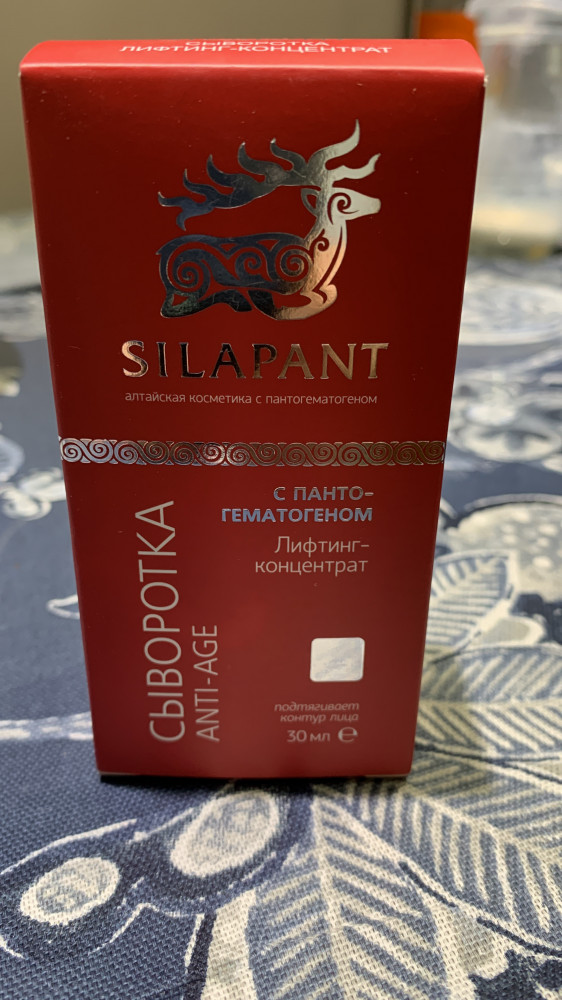 СЫВОРОТКА
ЛИФТИНГ-КОНЦЕНТРАТ
SILAPANT
алтайская косметика с пантогематогеном
С ПАНТО-
ГЕМАТОГЕНОМ
Лифтинг-
концентрат
СЫВОРОТКА
ANTI-AGE
подтягивает
контур лица
30 мл ℮